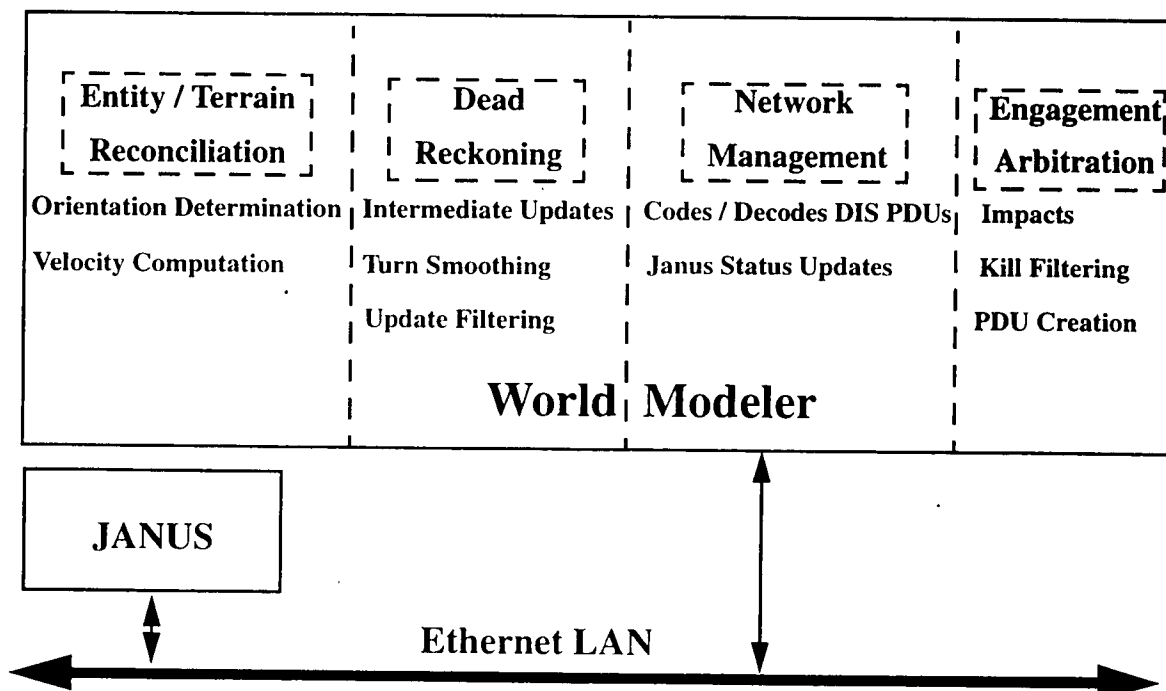 Entity / Terrain
Reconciliation
Orientation Determination
Velocity Computation
Dead
Reckoning
Intermediate Updates
Turn Smoothing
Update Filtering
Network
Management
Codes / Decodes DIS PDUs
Janus Status Updates
Engagement
Arbitration
Impacts
Kill Filtering
PDU Creation
World Modeler
JANUS
Ethernet LAN